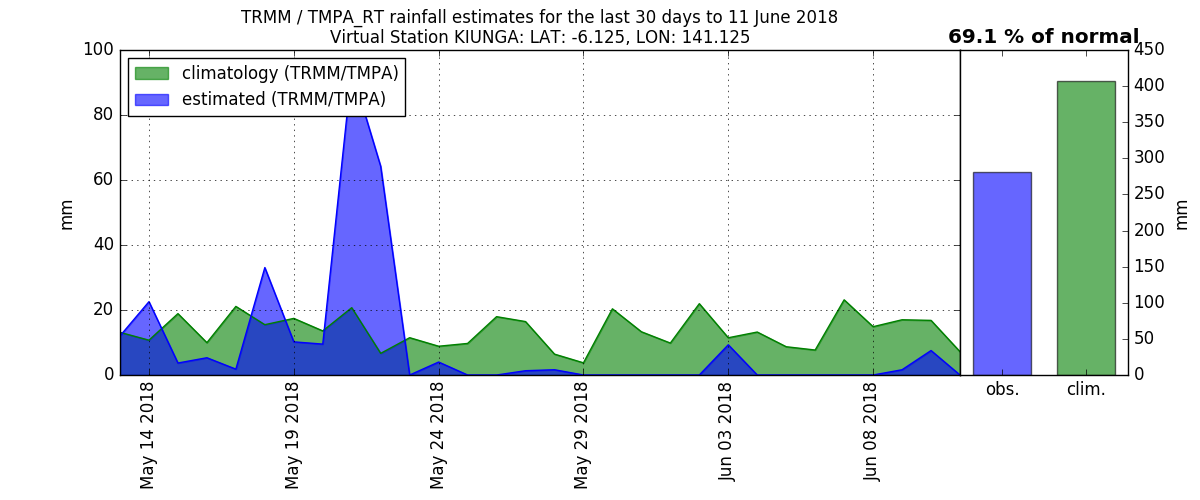 TRMM / TMPA_RT rainfall estimates for the last 30 days to 11 June 2018
Virtual Station KIUNGA: LAT: -6.125, LON: 141.125
69.1 % of normal
climatology (TRMM/TMPA)
estimated (TRMM/TMPA)
100
80
60
40
20
0
mm
May 14 2018
May 19 2018
May 24 2018
May 29 2018
Jun 03 2018
Jun 08 2018
450
400
350
300
250
200
150
100
50
0
mm
obs.
clim.